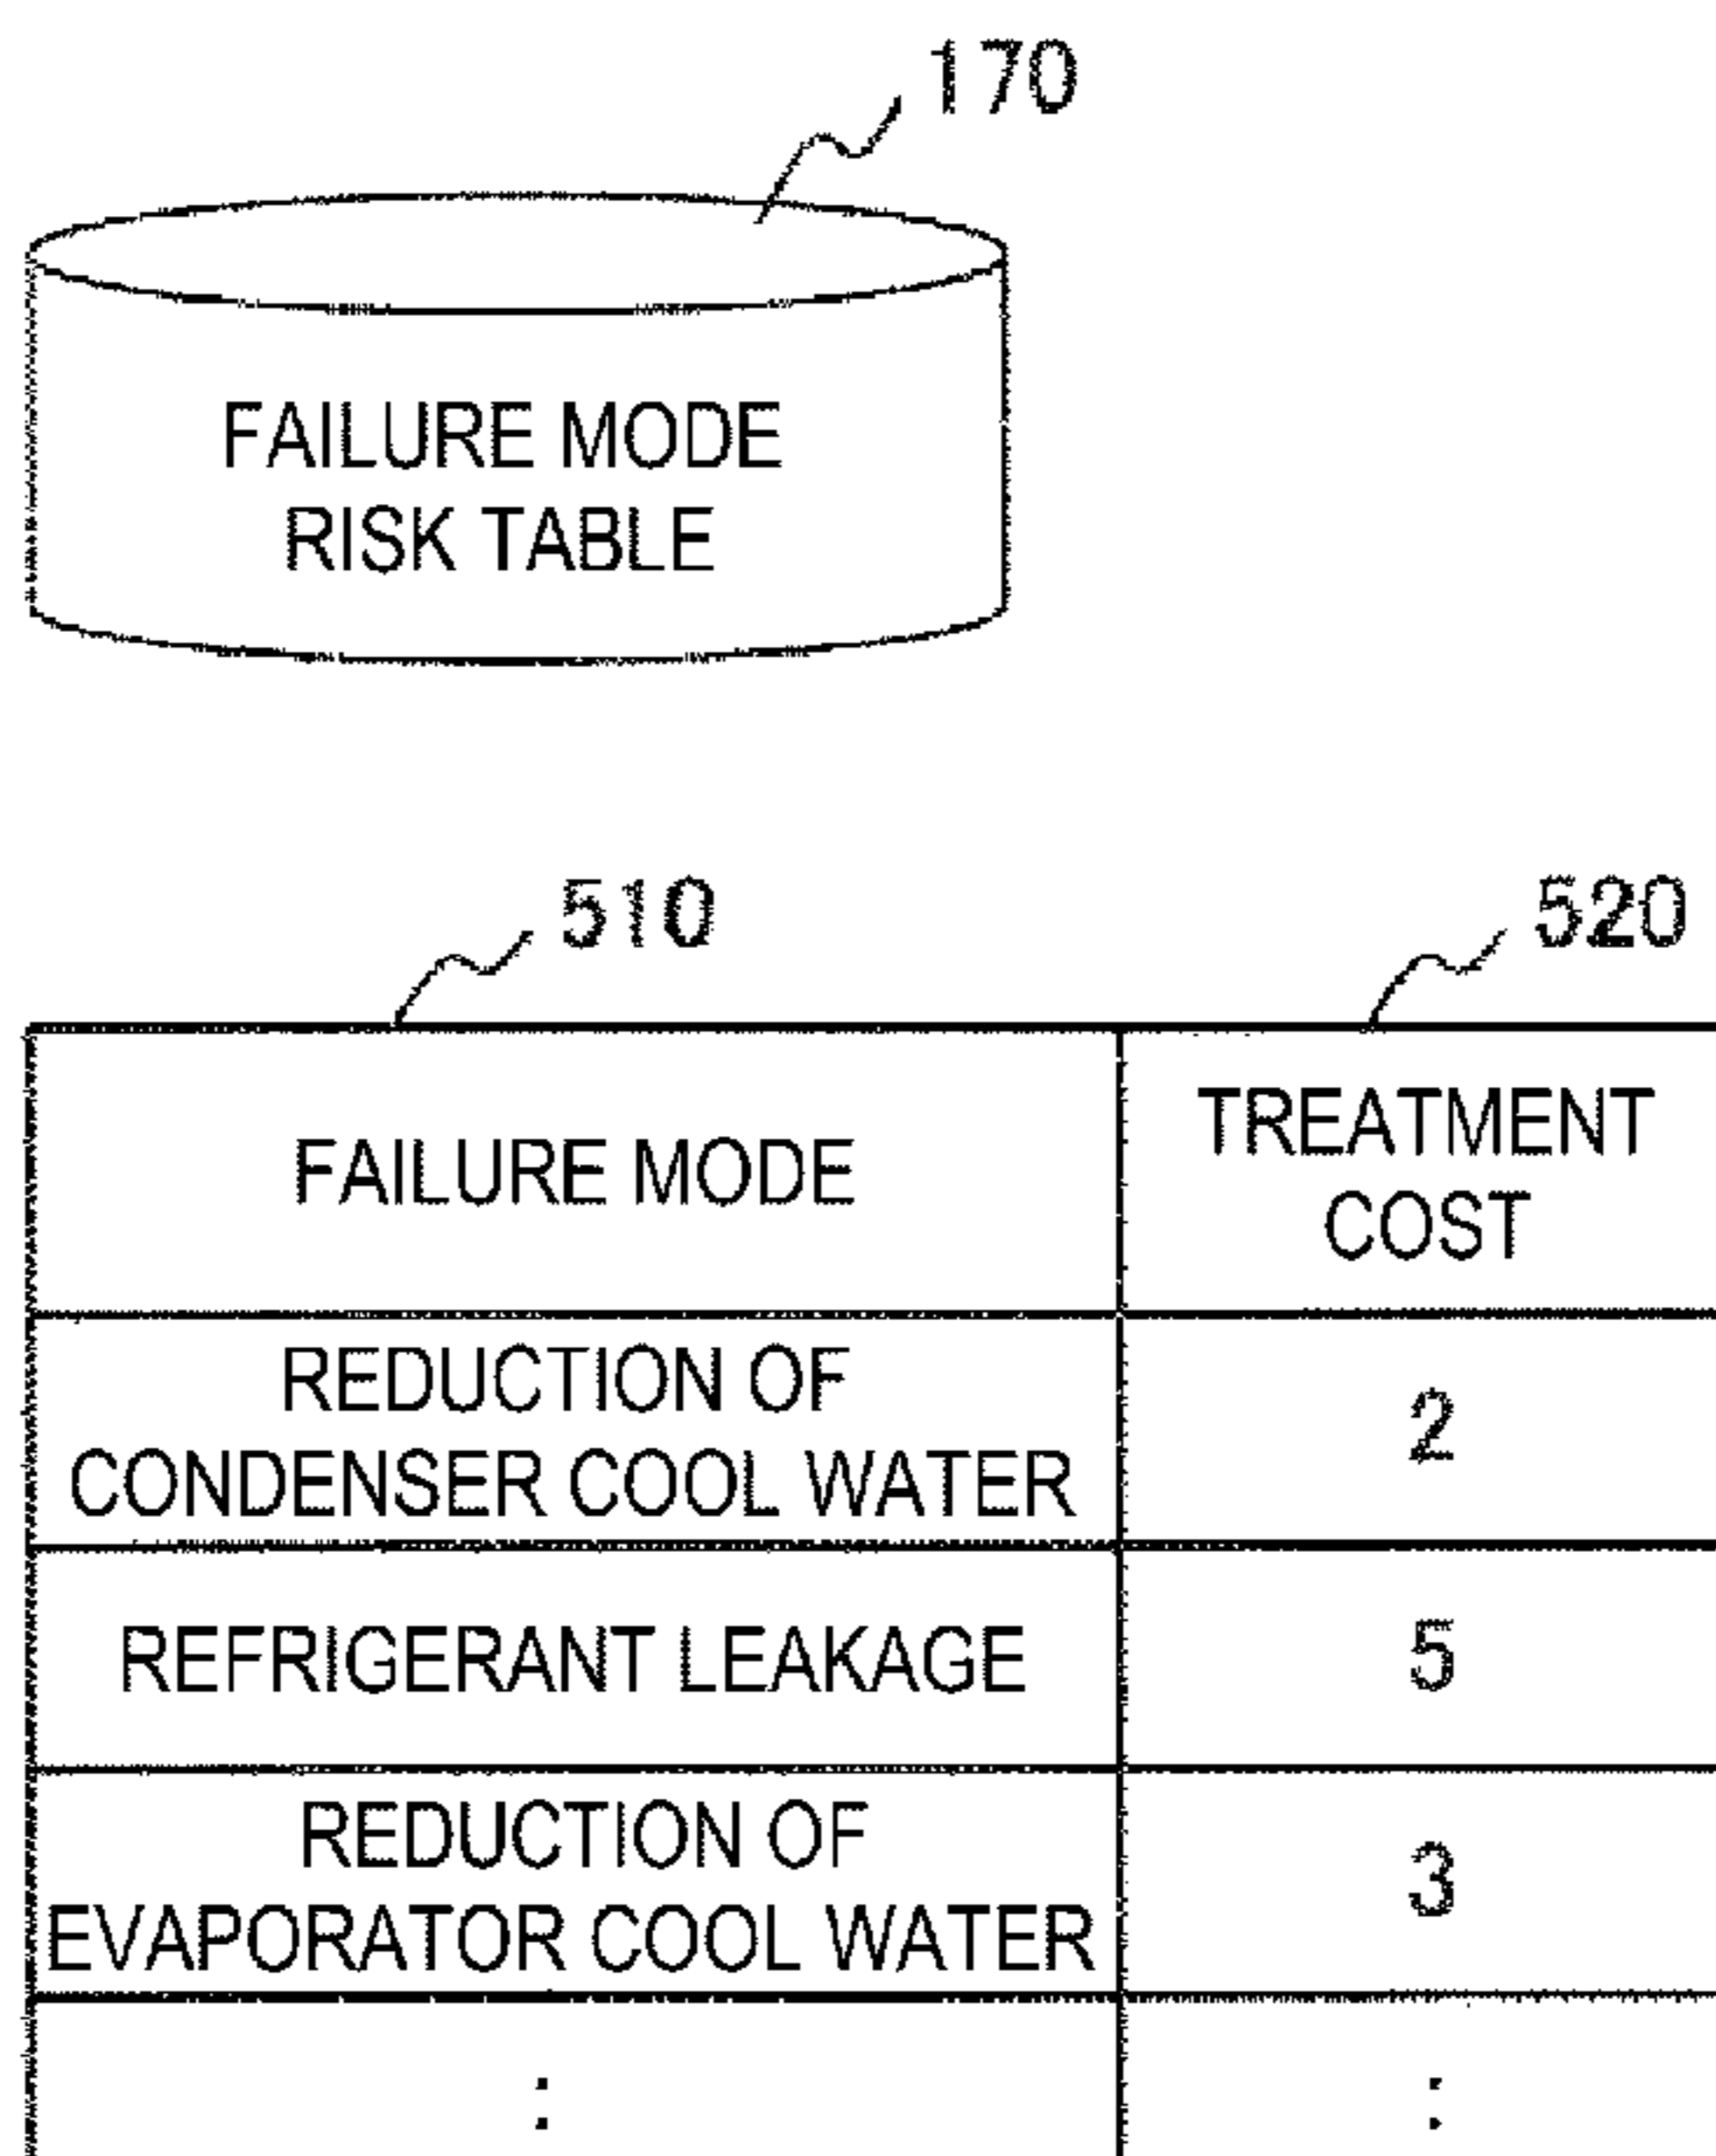 170
FAILURE MODE
RISK TABLE
510
520
FAILURE MODE
TREATMENT
COST
REDUCTION OF
CONDENSER COOL WATER
2
REFRIGERANT LEAKAGE
5
REDUCTION OF
EVAPORATOR COOL WATER
3
:
: